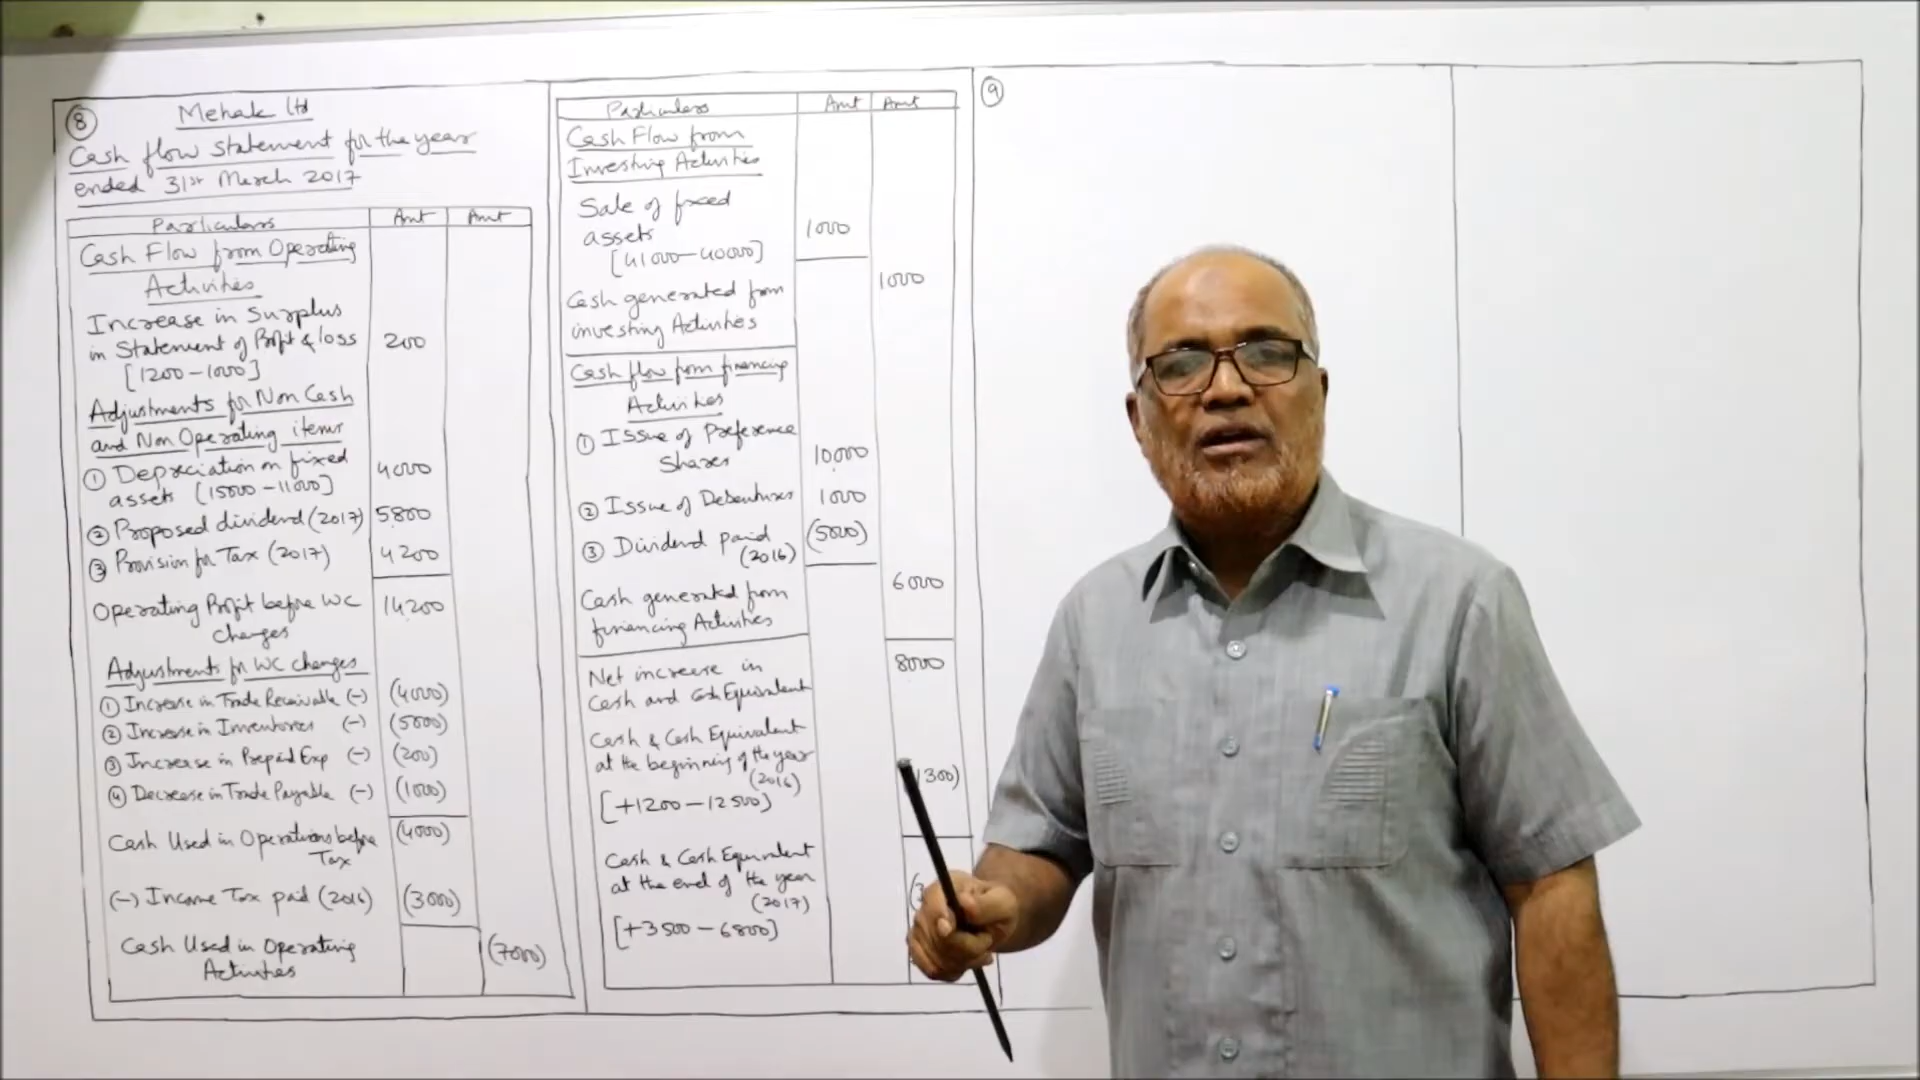 8
Mehak Ltd
Cash flow statement for the year
ended 31st March 2017
Particulars Amt Amt
Cash Flow from Operating
Activities
Increase in Surplus
in Statement of Profit & loss 200
[1200-1000]
Adjustments for Non Cash
and Non Operating items
1 Depreciation on fixed 4000
assets [15000-11000]
2 Proposed dividend (2017) 5800
3 Provision for Tax (2017) 4200
Operating Profit before WC 14,200
changes
Adjustments for WC changes
1 Increase in Trade Receivable (-) (4000)
2 Increase in Inventories (-)
3 Increase in Prepaid Exp (-) (200)
4 Decrease in Trade Payable (-) (1000)
Cash Used in Operations before (4000)
Tax
(-) Income Tax paid (2016) (3000)
Cash Used in Operating (7000)
Activities
Particulars Amt Amt
Cash Flow from
Investing Activities
Sale of fixed
assets 1000
[41000-40000]
Cash generated from 1000
investing Activities
Cash flow from financing
Activities
1 Issue of Preference 10,000
Shares
2 Issue of Debentures 1000
3 Dividend paid (5000)
(2016)
Cash generated from 6000
financing Activities
Net increase in 8000
Cash and Cash Equivalent
Cash & Cash Equivalent
at the beginning of the year
(2016) 1300)
[+1200-12500]
Cash & Cash Equivalent
at the end of the year (3
(2017)
[+3500-6800]
9